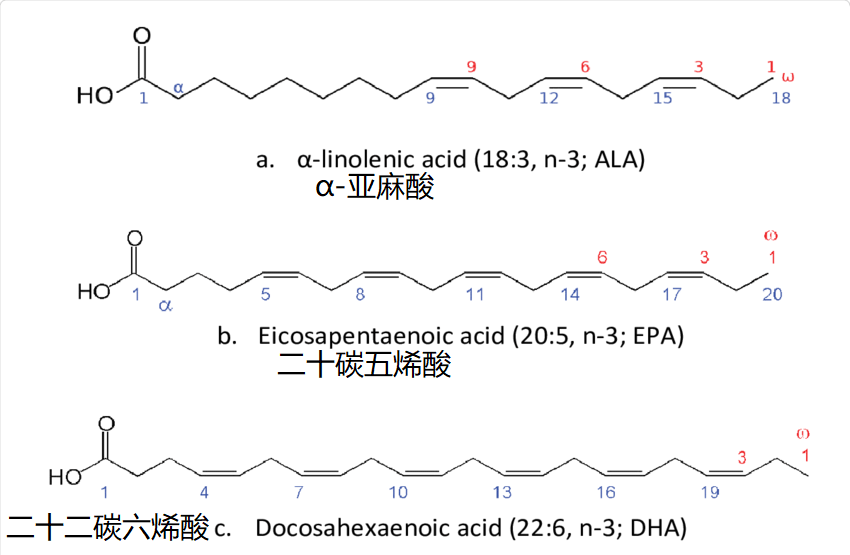 O
9 6 3 1 ω
HO 1 α 9 12 15 18
a. α-linolenic acid (18:3, n-3; ALA)
α-亚麻酸
O ω
6 3 1
HO 1 α 5 8 11 14 17 20
b. Eicosapentaenoic acid (20:5, n-3; EPA)
二十碳五烯酸
O ω
3 1
HO 1 4 7 10 13 16 19
二十二碳六烯酸 c. Docosahexaenoic acid (22:6, n-3; DHA)